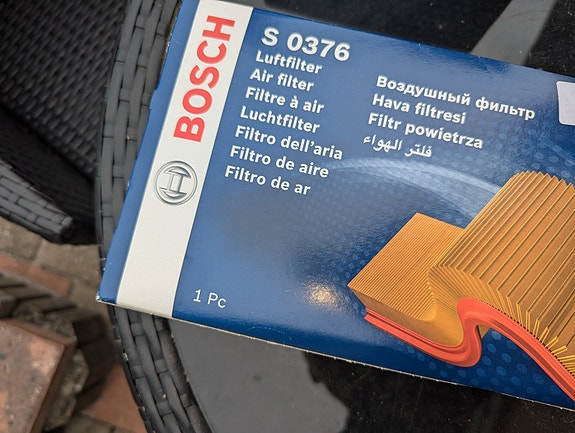 BOSCH
S 0376
Luftfilter
Air filter
Filtre à air
Luchtfilter
Filtro dell'aria
Filtro de aire
Filtro de ar
Воздушный фильтр
Hava filtresi
Filtr powietrza
فلتر الهواء
1 Pc